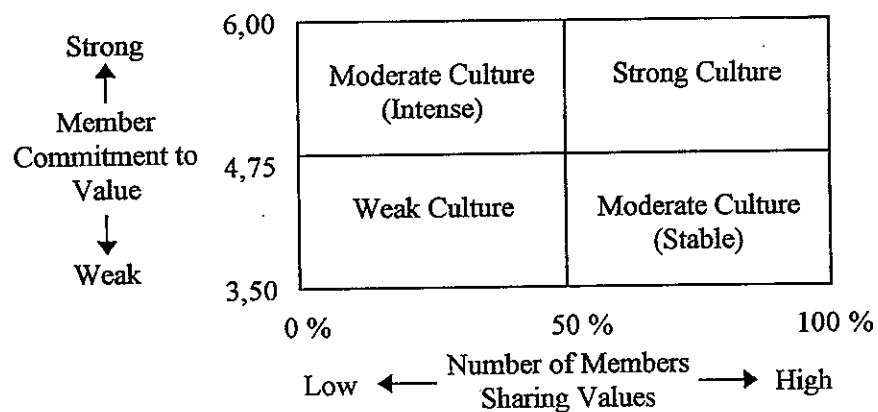 6,00
Strong
Moderate Culture
(Intense)
Strong Culture
Member
Commitment to
Value
4,75
Weak Culture
Moderate Culture
(Stable)
Weak
3,50
0 %
50 %
100 %
Low
Number of Members
Sharing Values
High